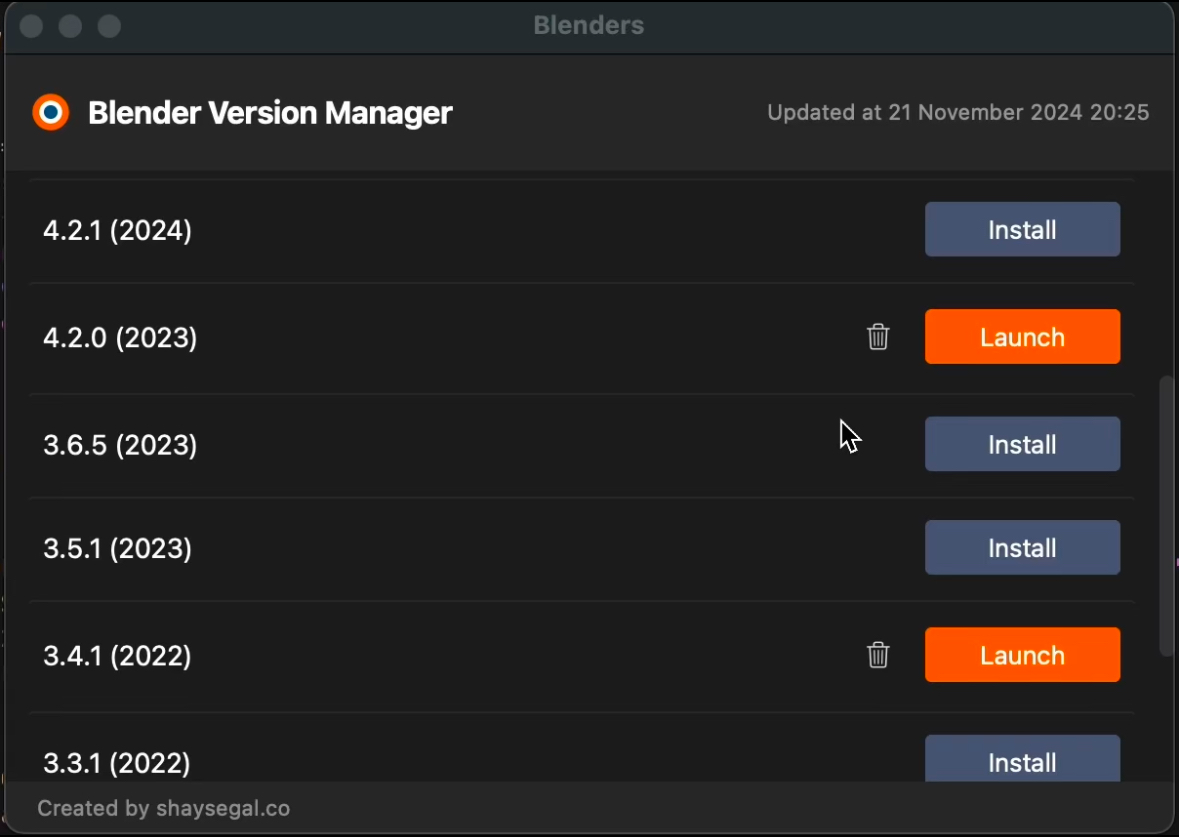 Blenders
Blender Version Manager
Updated at 21 November 2024 20:25
4.2.1 (2024)
Install
4.2.0 (2023)
Launch
3.6.5 (2023)
Install
3.5.1 (2023)
Install
3.4.1 (2022)
Launch
3.3.1 (2022)
Install
Created by shaysegal.co